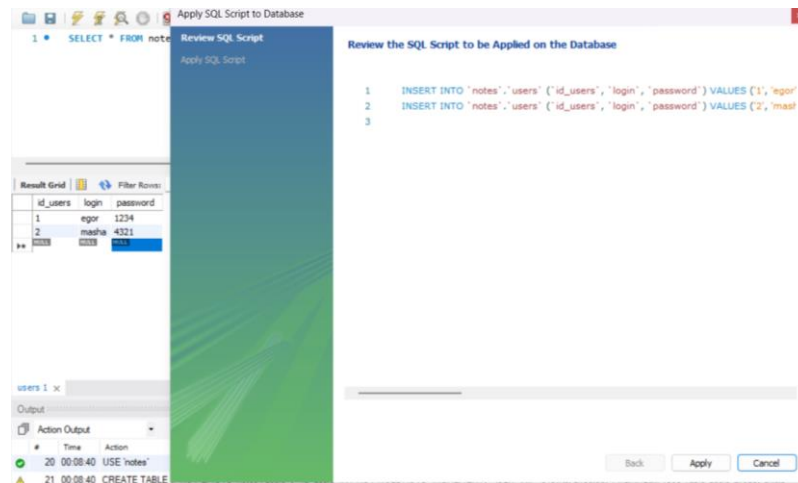 Apply SQL Script to Database
1 SELECT * FROM note
Review SQL Script
Apply SQL Script
Review the SQL Script to be Applied on the Database
1 INSERT INTO `notes`.`users` (`id_users`, `login`, `password`) VALUES ('1', 'egor'
2 INSERT INTO `notes`.`users` (`id_users`, `login`, `password`) VALUES ('2', 'mash
3
Result Grid Filter Rows:
id_users login password
1 egor 1234
2 masha 4321
NULL NULL NULL
users 1
Output
Action Output
# Time Action
20 00:08:40 USE `notes`
21 00:08:40 CREATE TABLE
Back Apply Cancel